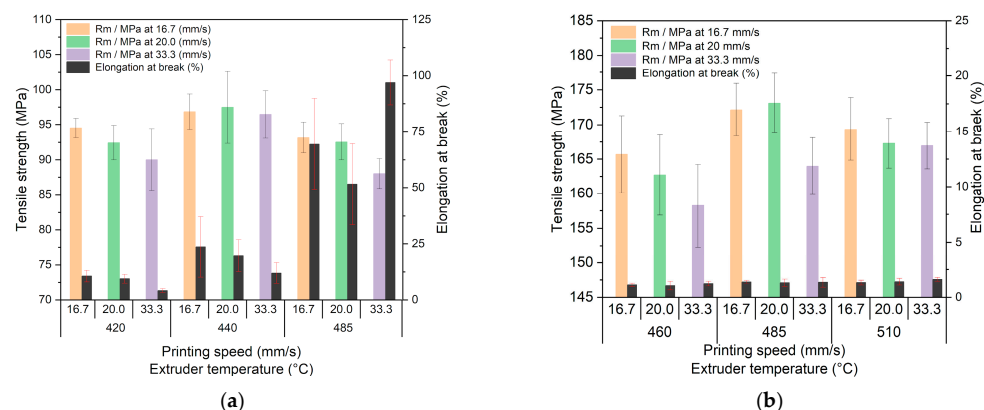 Rm / MPa at 16.7 (mm/s)
Rm / MPa at 20.0 (mm/s)
Rm / MPa at 33.3 (mm/s)
Elongation at break (%)
Tensile strength (MPa)
110
105
100
95
90
85
80
75
70
125
100
75
50
25
0
Elongation at braek (%)
16.7 20.0 33.3 16.7 20.0 33.3 16.7 20.0 33.3
420 440 485
Printing speed (mm/s)
Extruder temperature (°C)
(a)
Rm / MPa at 16.7 mm/s
Rm / MPa at 20 mm/s
Rm / MPa at 33.3 mm/s
Elongation at break (%)
Tensile strength (MPa)
185
180
175
170
165
160
155
150
145
25
20
15
10
5
0
Elongation at braek (%)
16.7 20.0 33.3 16.7 20.0 33.3 16.7 20.0 33.3
460 485 510
Printing speed (mm/s)
Extruder temperature (°C)
(b)